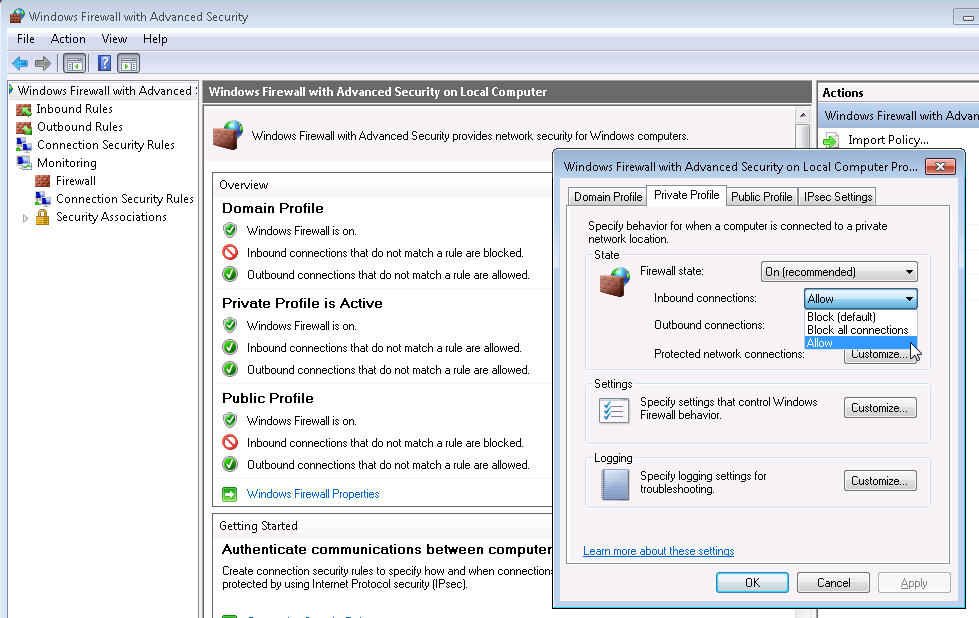 Windows Firewall with Advanced Security
File Action View Help
Windows Firewall with Advanced
Inbound Rules
Outbound Rules
Connection Security Rules
Monitoring
Firewall
Connection Security Rules
Security Associations
Windows Firewall with Advanced Security on Local Computer
Windows Firewall with Advanced Security provides network security for Windows computers.
Overview
Domain Profile
Windows Firewall is on.
Inbound connections that do not match a rule are blocked.
Outbound connections that do not match a rule are allowed.
Private Profile is Active
Windows Firewall is on.
Inbound connections that do not match a rule are allowed.
Outbound connections that do not match a rule are allowed.
Public Profile
Windows Firewall is on.
Inbound connections that do not match a rule are blocked.
Outbound connections that do not match a rule are allowed.
Windows Firewall Properties
Getting Started
Authenticate communications between computer
Create connection security rules to specify how and when connections
protected by using Internet Protocol security (IPsec).
Actions
Windows Firewall with Advan
Import Policy...
Windows Firewall with Advanced Security on Local Computer Pro...
Domain Profile Private Profile Public Profile IPsec Settings
Specify behavior for when a computer is connected to a private
network location.
State
Firewall state: On (recommended)
Inbound connections: Allow
Block (default)
Outbound connections: Block all connections
Allow
Protected network connections: Customize...
Settings
Specify settings that control Windows
Firewall behavior.
Customize...
Logging
Specify logging settings for
troubleshooting.
Customize...
Learn more about these settings
OK Cancel Apply